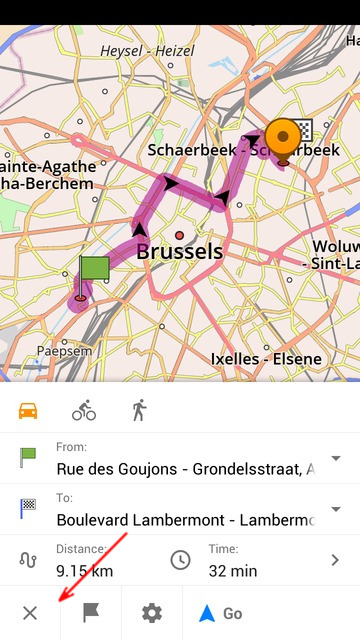 Heysel - Heizel
Ha
Schaerbeek - Schaerbeek
ainte-Agathe
ha-Berchem
Brussels
Woluw
- Sint-La
Paepsem
Ixelles - Elsene
From:
Rue des Goujons - Grondelsstraat, A
To:
Boulevard Lambermont - Lambermo
Distance:
9.15 km
Time:
32 min
Go